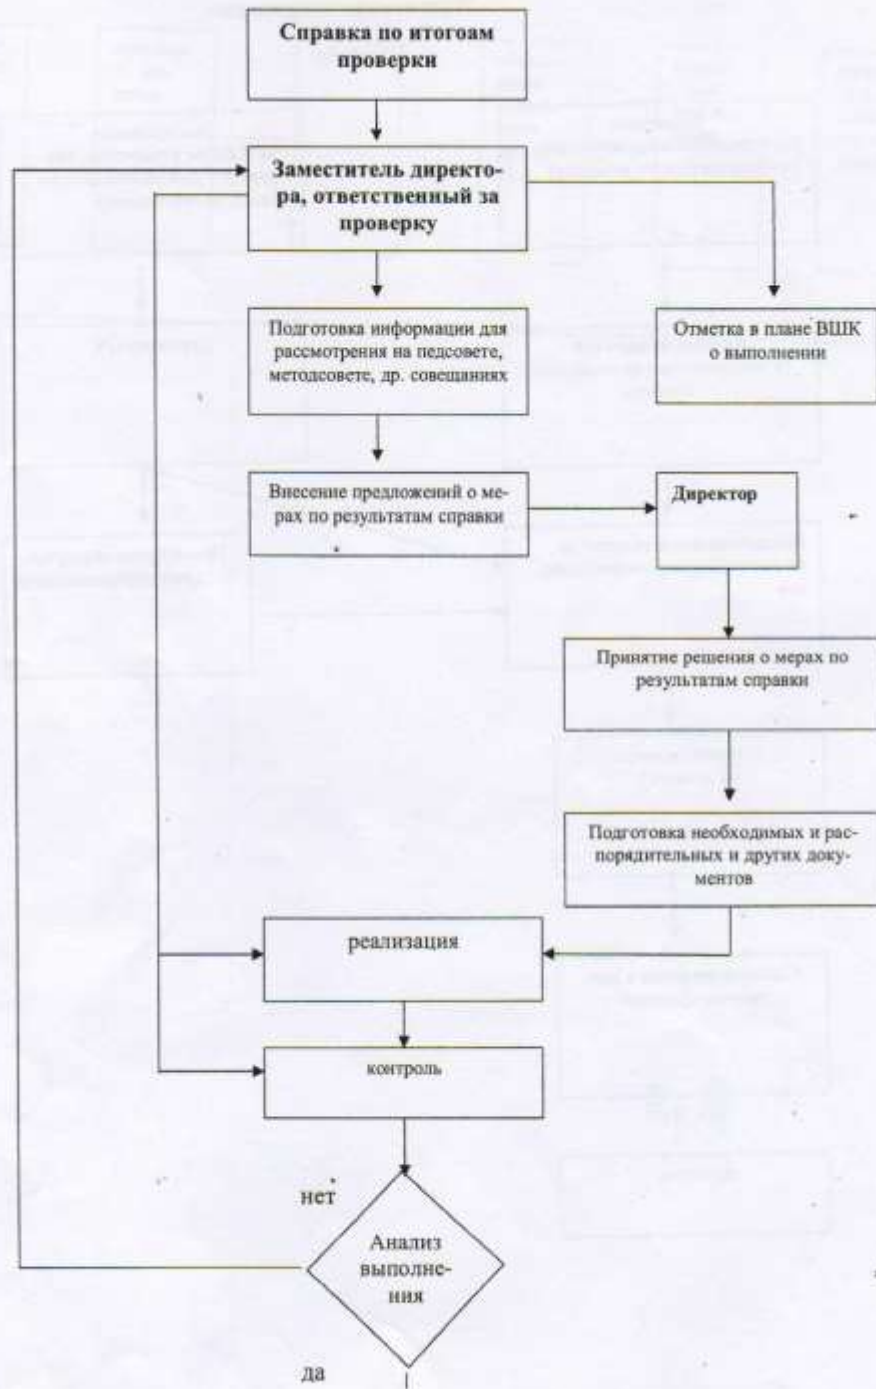 Справка по итогоам
проверки
Заместитель директо-
ра, ответственный за
проверку
Подготовка информации для
рассмотрения на педсовете,
методсовете, др. совещаниях
Отметка в плане ВШК
о выполнении
Внесение предложений о ме-
рах по результатам справки
Директор
Принятие решения о мерах по
результатам справки
Подготовка необходимых и рас-
порядительных и других доку-
ментов
реализация
контроль
нет
Анализ
выполне-
ния
да